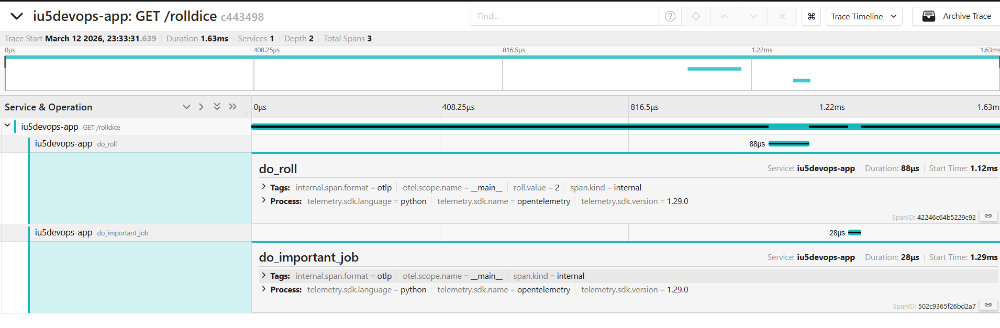 iu5devops-app: GET /rolldice c443498 Find... ? ⌘ Trace Timeline Archive Trace
Trace Start March 12 2026, 23:33:31.639 Duration 1.63ms Services 1 Depth 2 Total Spans 3
0μs 408.25μs 816.5μs 1.22ms 1.63ms
Service & Operation 0μs 408.25μs 816.5μs 1.22ms 1.63m
iu5devops-app GET /rolldice
iu5devops-app do_roll 88μs
do_roll Service: iu5devops-app Duration: 88μs Start Time: 1.12ms
Tags: internal.span.format = otlp otel.scope.name = __main__ roll.value = 2 span.kind = internal
Process: telemetry.sdk.language = python telemetry.sdk.name = opentelemetry telemetry.sdk.version = 1.29.0
SpanID: 42246c64b5229c92
iu5devops-app do_important_job 28μs
do_important_job Service: iu5devops-app Duration: 28μs Start Time: 1.29ms
Tags: internal.span.format = otlp otel.scope.name = __main__ span.kind = internal
Process: telemetry.sdk.language = python telemetry.sdk.name = opentelemetry telemetry.sdk.version = 1.29.0
SpanID: 502c9365f26bd2a7